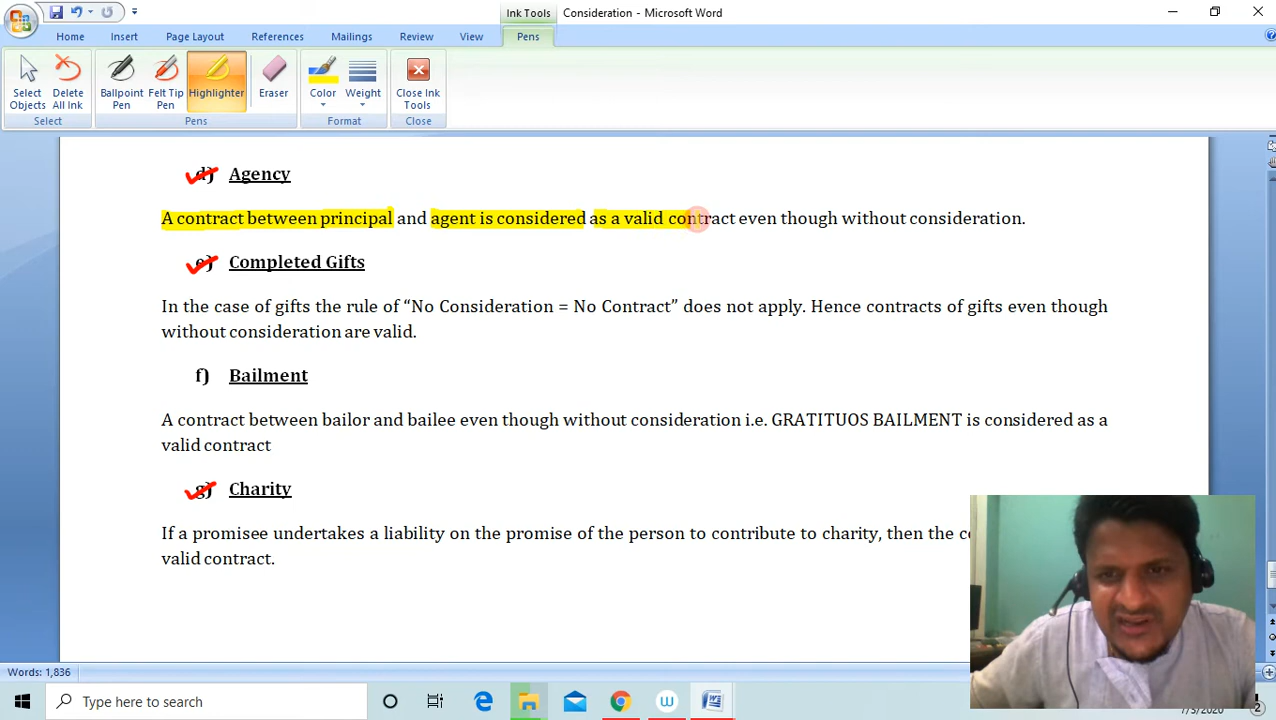 Ink Tools Consideration - Microsoft Word
Home Insert Page Layout References Mailings Review View Pens
Select Objects Delete All Ink Ballpoint Pen Felt Tip Pen Highlighter Eraser Color Weight Close Ink Tools
Select Pens Format Close
d) Agency
A contract between principal and agent is considered as a valid contract even though without consideration.
e) Completed Gifts
In the case of gifts the rule of “No Consideration = No Contract” does not apply. Hence contracts of gifts even though
without consideration are valid.
f) Bailment
A contract between bailor and bailee even though without consideration i.e. GRATITUOS BAILMENT is considered as a
valid contract
g) Charity
If a promisee undertakes a liability on the promise of the person to contribute to charity, then the
valid contract.
Words: 1,836
Type here to search
2